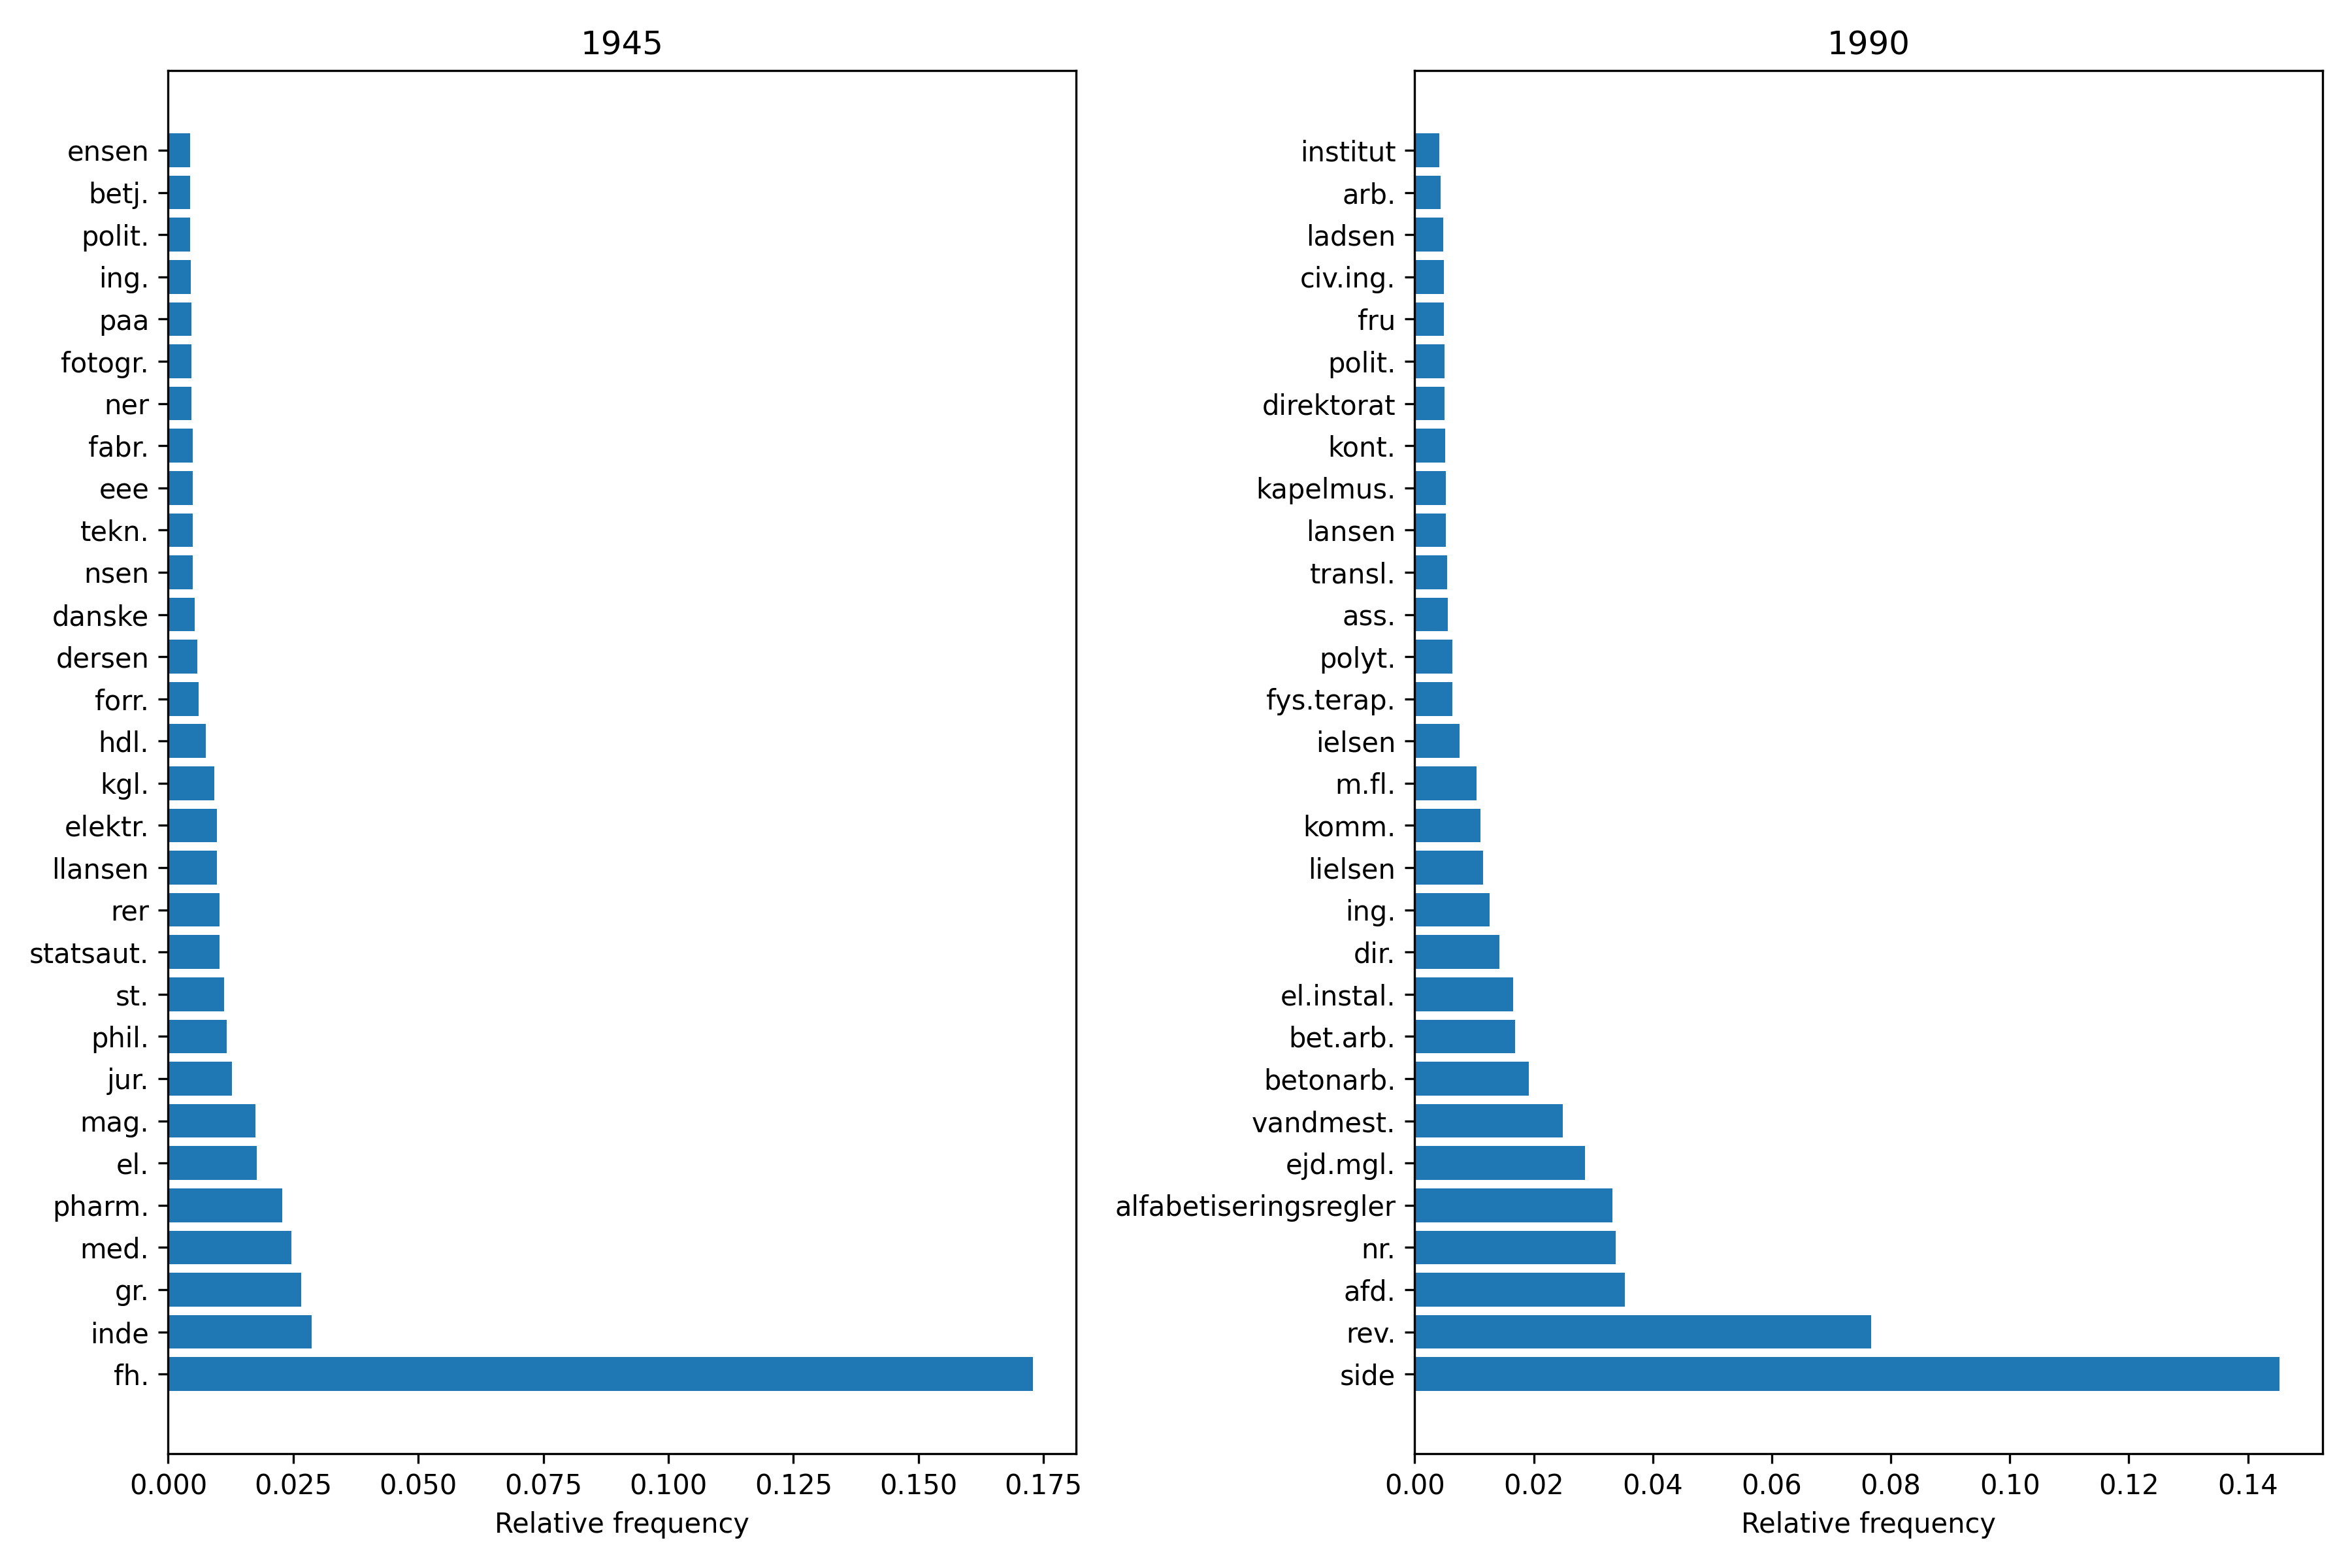 1945
ensen
betj.
polit.
ing.
paa
fotogr.
ner
fabr.
eee
tekn.
nsen
danske
dersen
forr.
hdl.
kgl.
elektr.
llansen
rer
statsaut.
st.
phil.
jur.
mag.
el.
pharm.
med.
gr.
inde
fh.
0.000 0.025 0.050 0.075 0.100 0.125 0.150 0.175
Relative frequency
1990
institut
arb.
ladsen
civ.ing.
fru
polit.
direktorat
kont.
kapelmus.
lansen
transl.
ass.
polyt.
fys.terap.
ielsen
m.fl.
komm.
lielsen
ing.
dir.
el.instal.
bet.arb.
betonarb.
vandmest.
ejd.mgl.
alfabetiseringsregler
nr.
afd.
rev.
side
0.00 0.02 0.04 0.06 0.08 0.10 0.12 0.14
Relative frequency